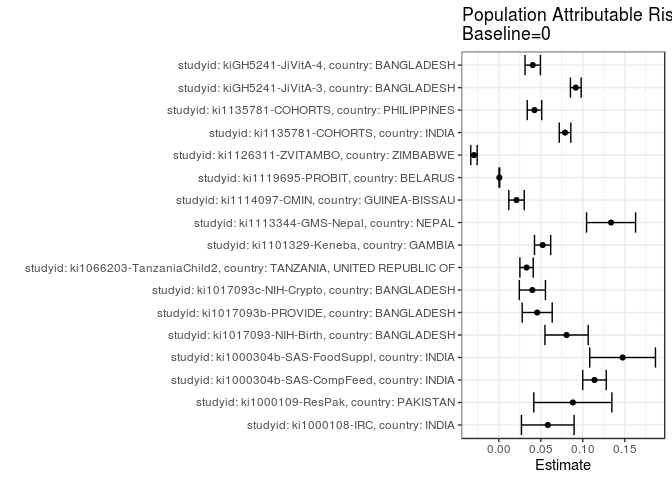 Population Attributable Ris
Baseline=0
studyid: kiGH5241-JiVitA-4, country: BANGLADESH
studyid: kiGH5241-JiVitA-3, country: BANGLADESH
studyid: ki1135781-COHORTS, country: PHILIPPINES
studyid: ki1135781-COHORTS, country: INDIA
studyid: ki1126311-ZVITAMBO, country: ZIMBABWE
studyid: ki1119695-PROBIT, country: BELARUS
studyid: ki1114097-CMIN, country: GUINEA-BISSAU
studyid: ki1113344-GMS-Nepal, country: NEPAL
studyid: ki1101329-Keneba, country: GAMBIA
studyid: ki1066203-TanzaniaChild2, country: TANZANIA, UNITED REPUBLIC OF
studyid: ki1017093c-NIH-Crypto, country: BANGLADESH
studyid: ki1017093b-PROVIDE, country: BANGLADESH
studyid: ki1017093-NIH-Birth, country: BANGLADESH
studyid: ki1000304b-SAS-FoodSuppl, country: INDIA
studyid: ki1000304b-SAS-CompFeed, country: INDIA
studyid: ki1000109-ResPak, country: PAKISTAN
studyid: ki1000108-IRC, country: INDIA
0.00 0.05 0.10 0.15
Estimate